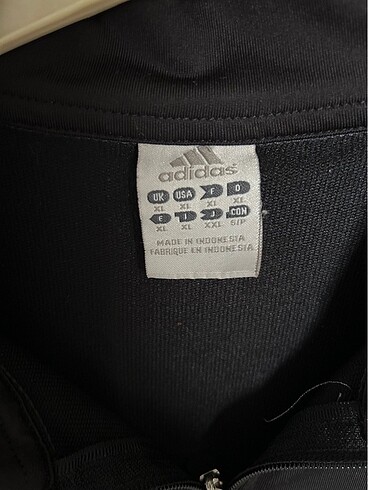 adidas
UK USA F D
XL XL XL XL
E I J CON
XL XL XXL S/P
MADE IN INDONESIA
FABRIQUE EN INDONESIE